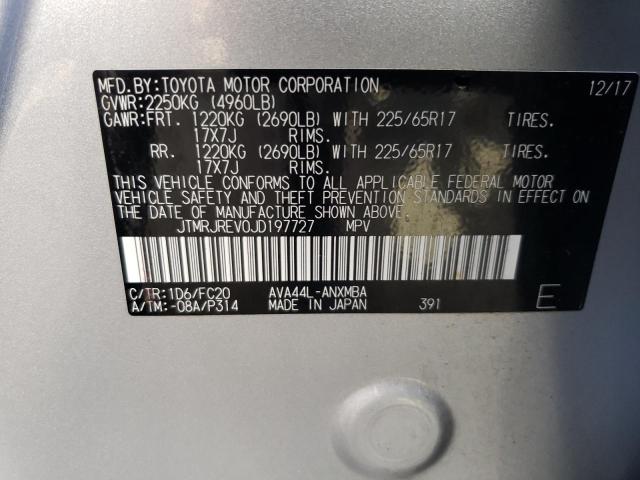 MFD.BY:TOYOTA MOTOR CORPORATION 12/17
GVWR:2250KG (4960LB)
GAWR:FRT. 1220KG (2690LB) WITH 225/65R17 TIRES.
17X7J RIMS.
RR. 1220KG (2690LB) WITH 225/65R17 TIRES.
17X7J RIMS.
THIS VEHICLE CONFORMS TO ALL APPLICABLE FEDERAL MOTOR
VEHICLE SAFETY AND THEFT PREVENTION STANDARDS IN EFFECT ON
THE DATE OF MANUFACTURE SHOWN ABOVE.
JTMRJREV0JD197727 MPV
C/TR:1D6/FC20 AVA44L-ANXMBA
A/TM:-08A/P314 MADE IN JAPAN 391 E